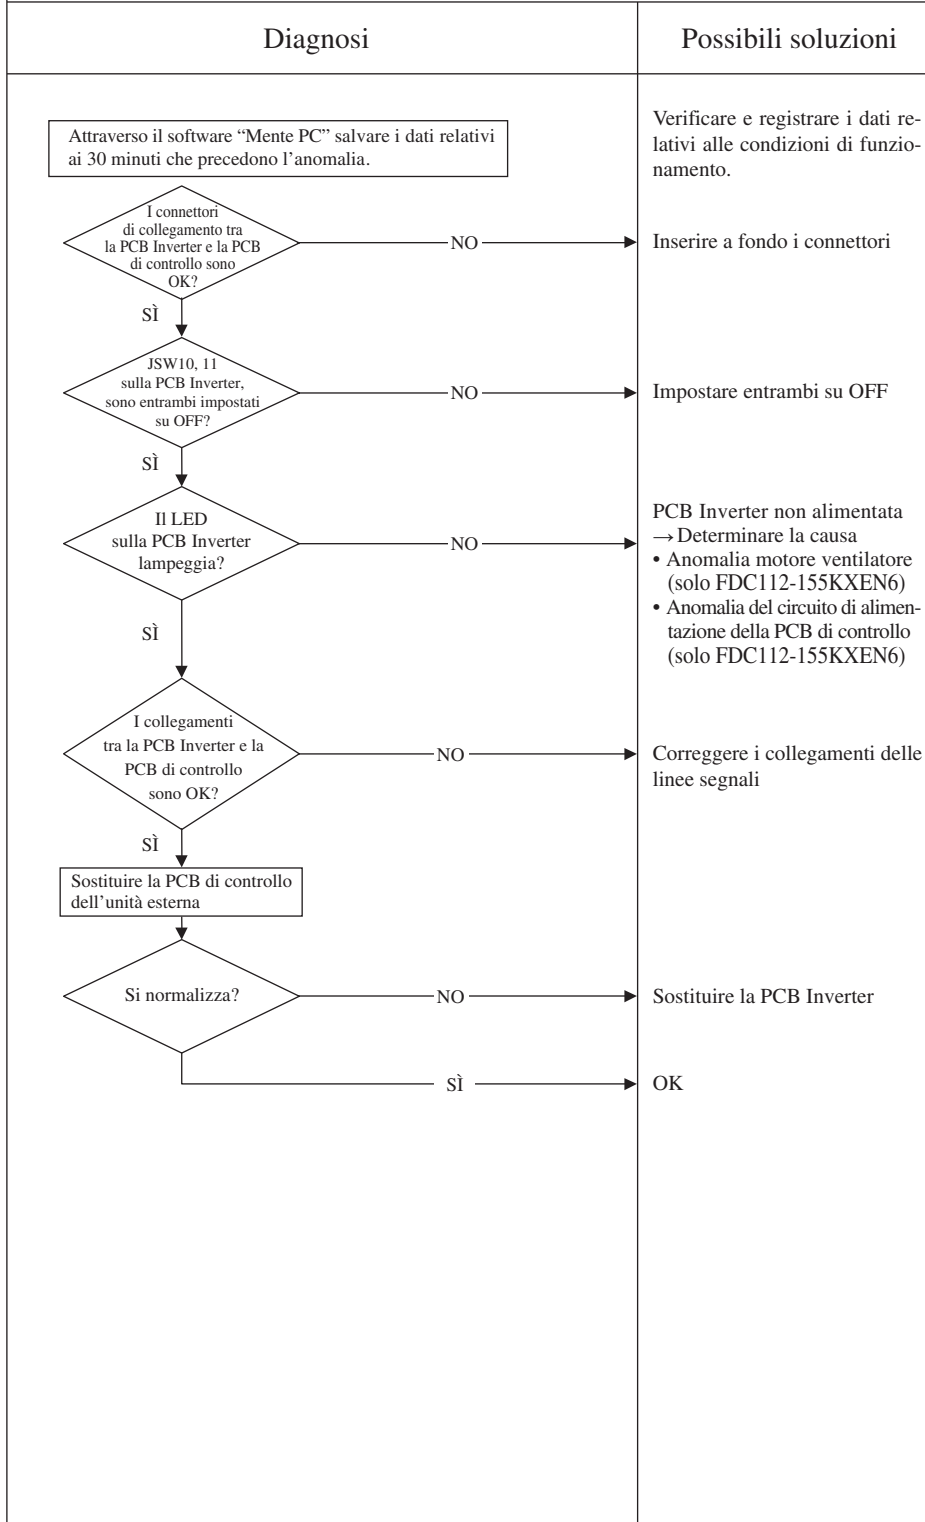 Diagnosi
Possibili soluzioni
Attraverso il software “Mente PC” salvare i dati relativi
ai 30 minuti che precedono l’anomalia.
Verificare e registrare i dati re-
lativi alle condizioni di funzio-
namento.
I connettori
di collegamento tra
la PCB Inverter e la PCB
di controllo sono
OK?
NO
Inserire a fondo i connettori
SÌ
JSW10, 11
sulla PCB Inverter,
sono entrambi impostati
su OFF?
NO
Impostare entrambi su OFF
SÌ
Il LED
sulla PCB Inverter
lampeggia?
NO
PCB Inverter non alimentata
→ Determinare la causa
• Anomalia motore ventilatore
(solo FDC112-155KXEN6)
• Anomalia del circuito di alimen-
tazione della PCB di controllo
(solo FDC112-155KXEN6)
SÌ
I collegamenti
tra la PCB Inverter e la
PCB di controllo
sono OK?
NO
Correggere i collegamenti delle
linee segnali
SÌ
Sostituire la PCB di controllo
dell’unità esterna
Si normalizza?
NO
Sostituire la PCB Inverter
SÌ
OK